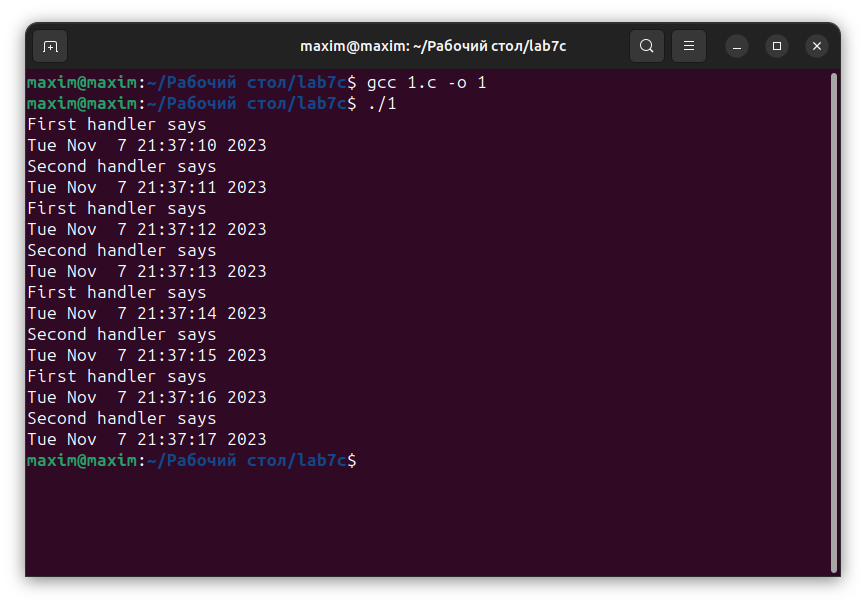 maxim@maxim: ~/Рабочий стол/lab7c
maxim@maxim:~/Рабочий стол/lab7c$ gcc 1.c -o 1
maxim@maxim:~/Рабочий стол/lab7c$ ./1
First handler says
Tue Nov  7 21:37:10 2023
Second handler says
Tue Nov  7 21:37:11 2023
First handler says
Tue Nov  7 21:37:12 2023
Second handler says
Tue Nov  7 21:37:13 2023
First handler says
Tue Nov  7 21:37:14 2023
Second handler says
Tue Nov  7 21:37:15 2023
First handler says
Tue Nov  7 21:37:16 2023
Second handler says
Tue Nov  7 21:37:17 2023
maxim@maxim:~/Рабочий стол/lab7c$